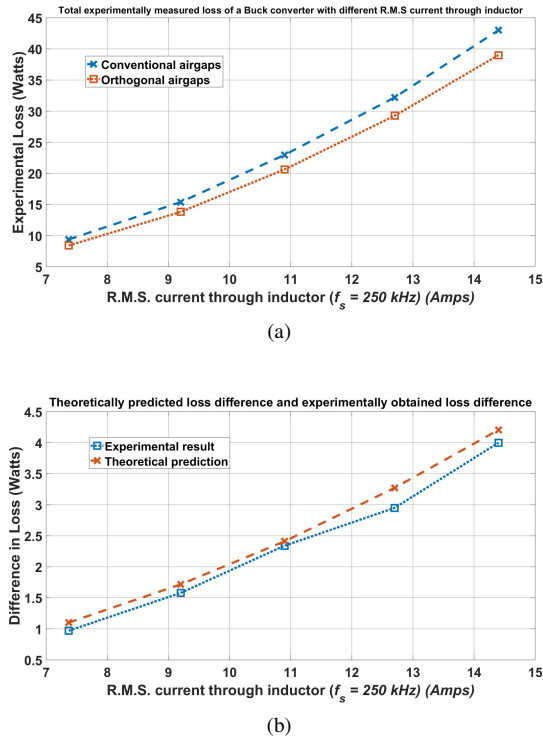 Total experimentally measured loss of a Buck converter with different R.M.S current through inductor
45
40
35
30
25
20
15
10
5
Experimental Loss (Watts)
Conventional airgaps
Orthogonal airgaps
7 8 9 10 11 12 13 14 15
R.M.S. current through inductor (fs = 250 kHz) (Amps)
(a)
Theoretically predicted loss difference and experimentally obtained loss difference
4.5
4
3.5
3
2.5
2
1.5
1
0.5
Difference in Loss (Watts)
Experimental result
Theoretical prediction
7 8 9 10 11 12 13 14 15
R.M.S. current through inductor (fs = 250 kHz) (Amps)
(b)